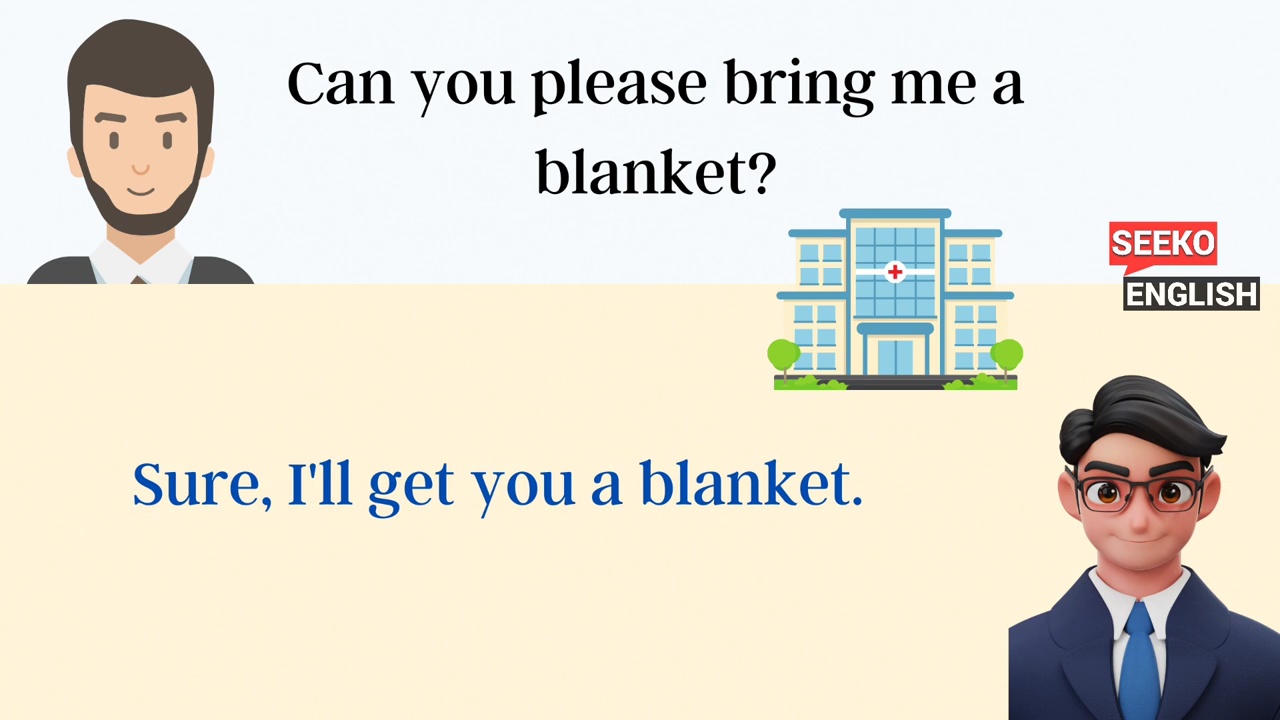 Can you please bring me a
blanket?
SEEKO
ENGLISH
Sure, I'll get you a blanket.